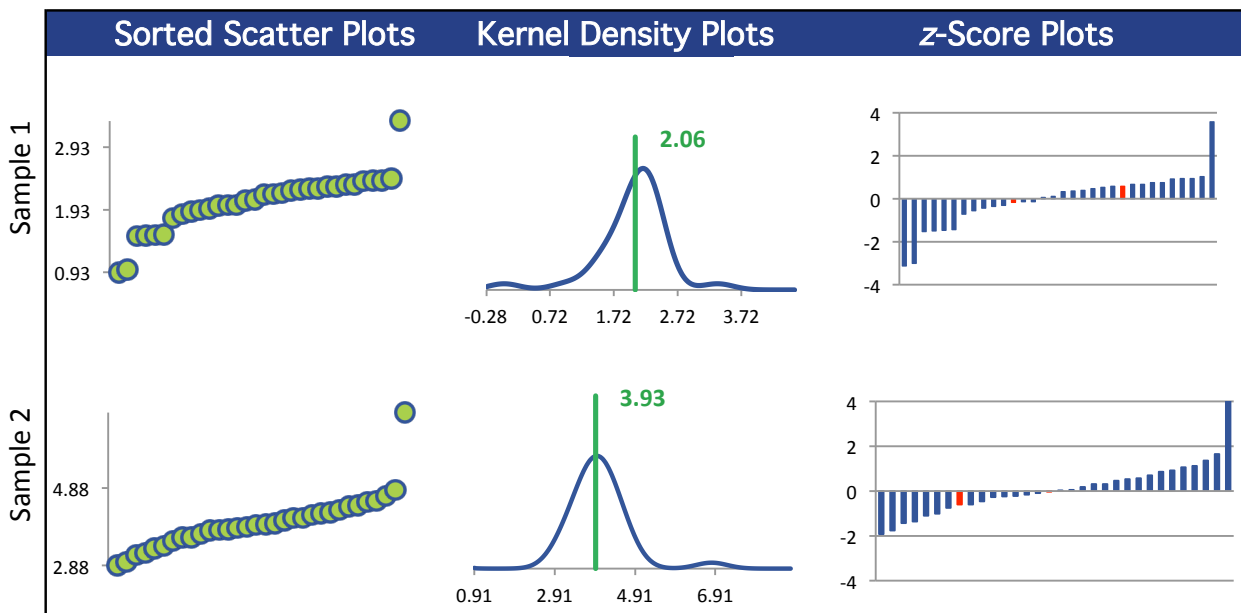 Sorted Scatter Plots
Kernel Density Plots
z-Score Plots
Sample 1
2.93
1.93
0.93
2.06
-0.28 0.72 1.72 2.72 3.72
4
2
0
-2
-4
Sample 2
4.88
2.88
3.93
0.91 2.91 4.91 6.91
4
2
0
-2
-4